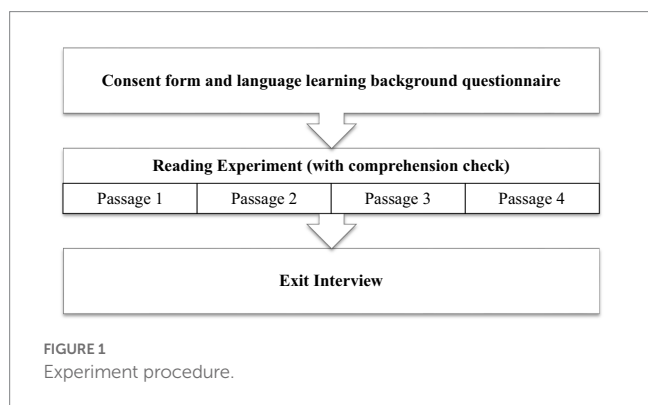 Consent form and language learning background questionnaire
Reading Experiment (with comprehension check)
Passage 1 Passage 2 Passage 3 Passage 4
Exit Interview
FIGURE 1
Experiment procedure.